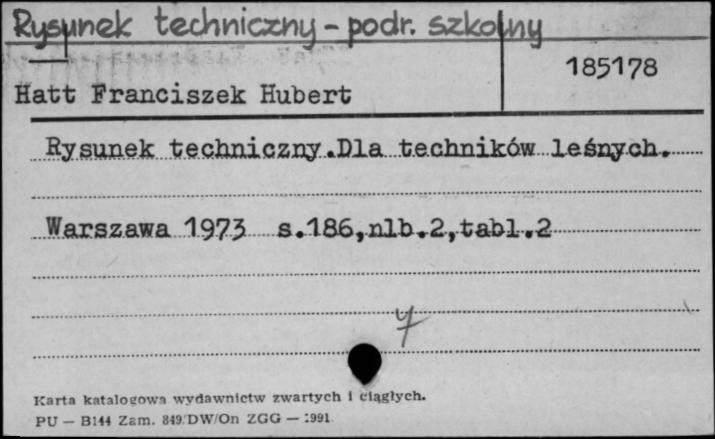 Rysunek techniczny - podr. szkolny
185178
Hatt Franciszek Hubert
Rysunek techniczny.Dla techników leśnych.
Warszawa 1973 s.186,nlb.2,tabl.2
Karta katalogowa wydawnictw zwartych i ciągłych.
PU — B144 Zam. 849/DW/On ZGG — 1991